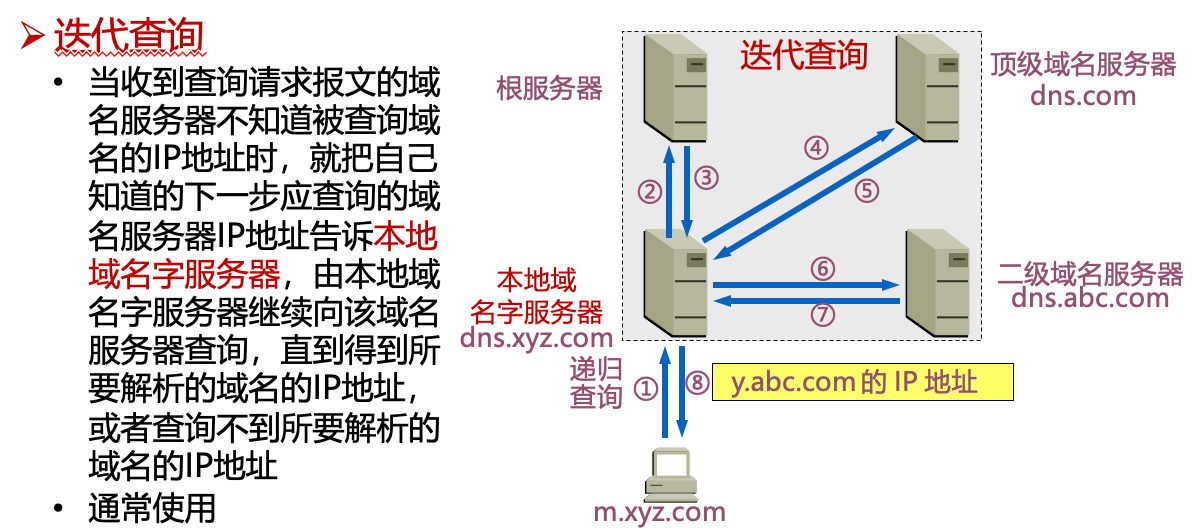 迭代查询
• 当收到查询请求报文的域
名服务器不知道被查询域
名的IP地址时，就把自己
知道的下一步应查询的域
名服务器IP地址告诉本地
域名字服务器，由本地域
名字服务器继续向该域名
服务器查询，直到得到所
要解析的域名的IP地址，
或者查询不到所要解析的
域名的IP地址
• 通常使用
迭代查询
根服务器
顶级域名服务器
dns.com
②
③
④
⑤
本地域
名字服务器
dns.xyz.com
⑥
⑦
二级域名服务器
dns.abc.com
递归
查询
①
⑧
y.abc.com 的 IP 地址
m.xyz.com